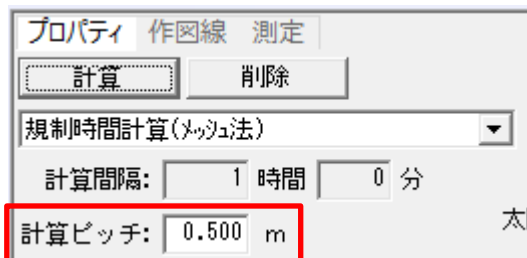 プロパティ 作図線 測定
計算 削除
規制時間計算(メッシュ法)
計算間隔: 1 時間 0 分
計算ピッチ: 0.500 m
太